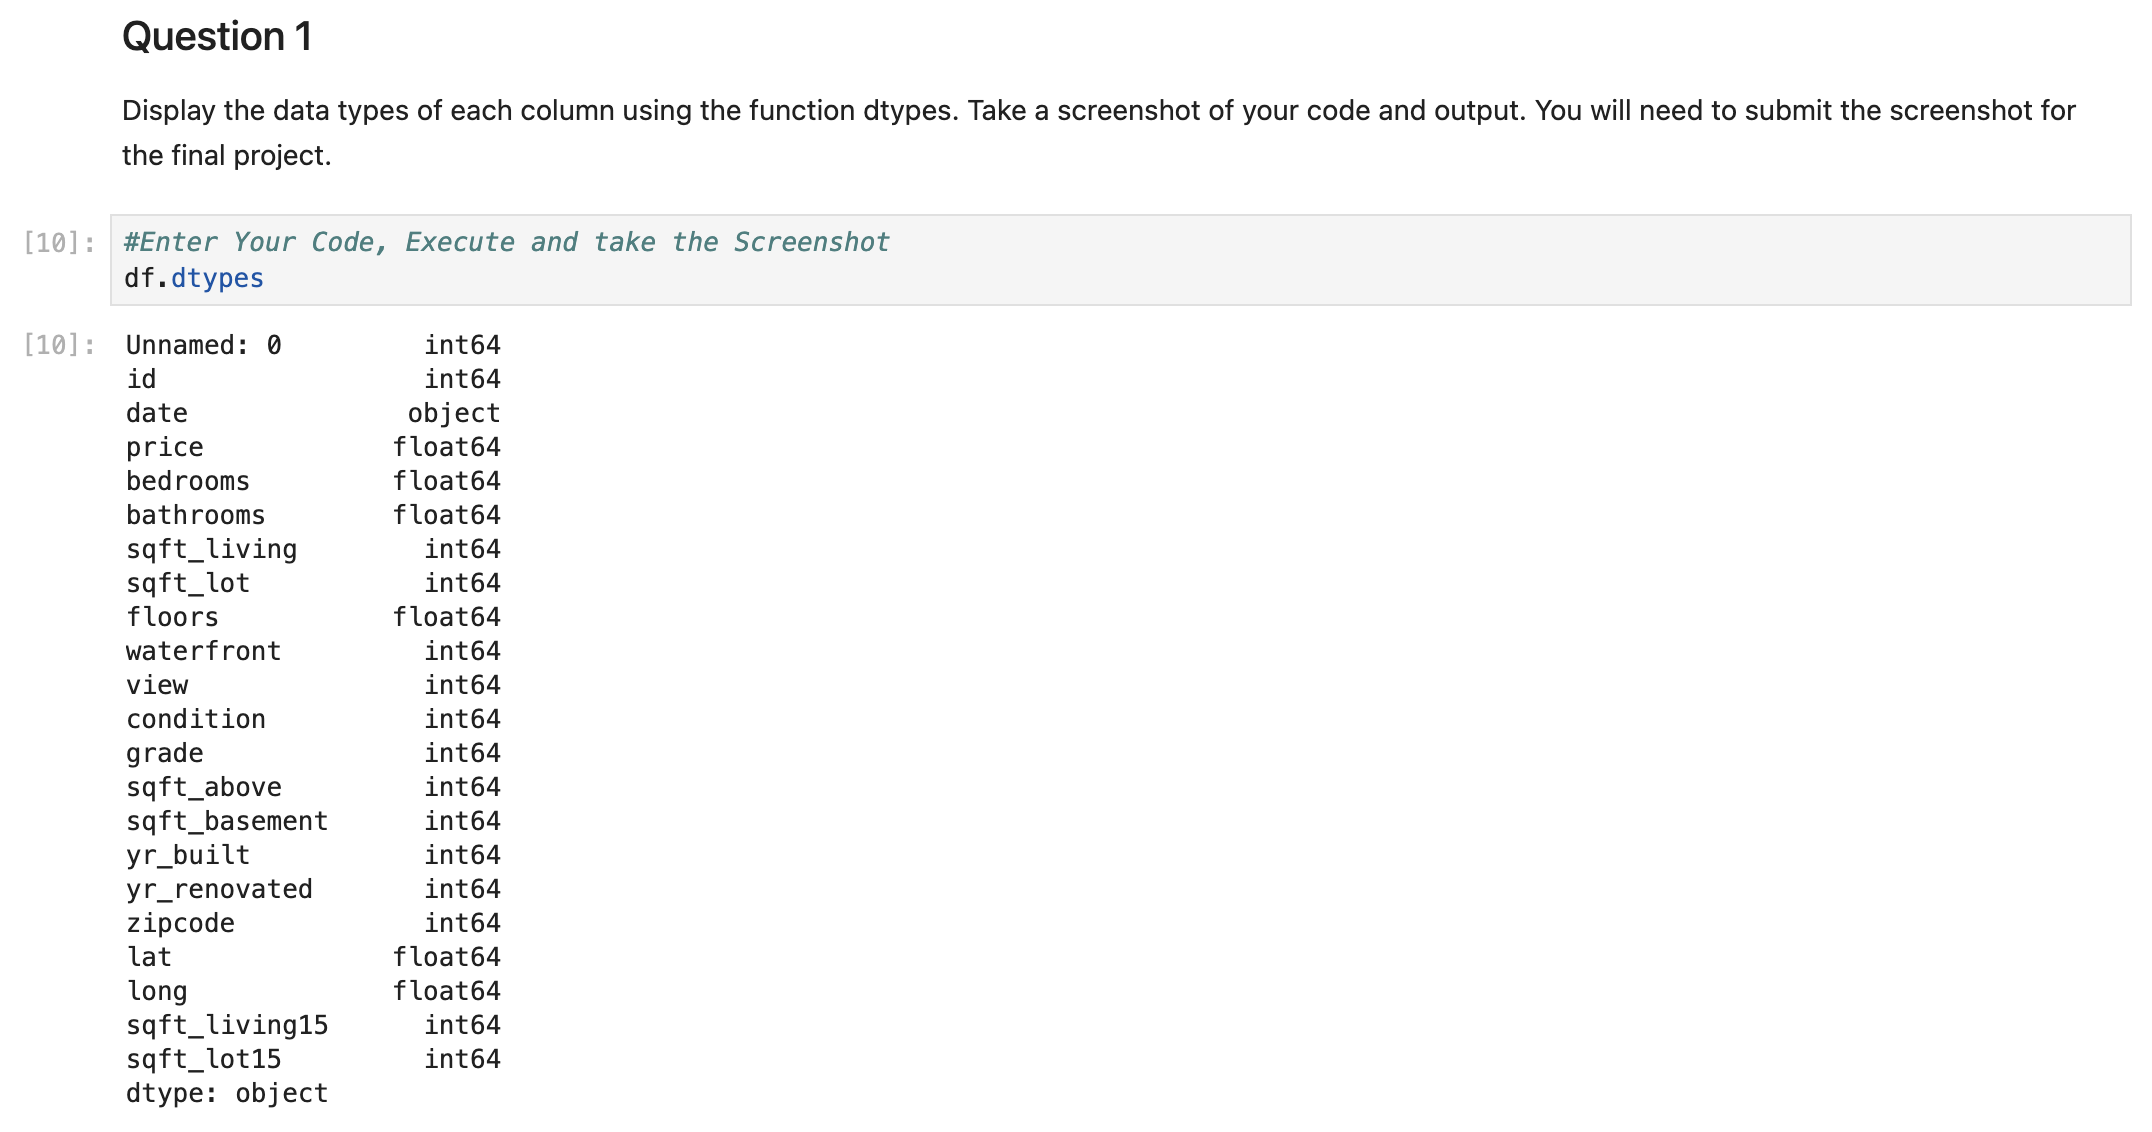 Question 1
Display the data types of each column using the function dtypes. Take a screenshot of your code and output. You will need to submit the screenshot for
the final project.
[10]: #Enter Your Code, Execute and take the Screenshot
df.dtypes
[10]: Unnamed: 0 int64
id int64
date object
price float64
bedrooms float64
bathrooms float64
sqft_living int64
sqft_lot int64
floors float64
waterfront int64
view int64
condition int64
grade int64
sqft_above int64
sqft_basement int64
yr_built int64
yr_renovated int64
zipcode int64
lat float64
long float64
sqft_living15 int64
sqft_lot15 int64
dtype: object